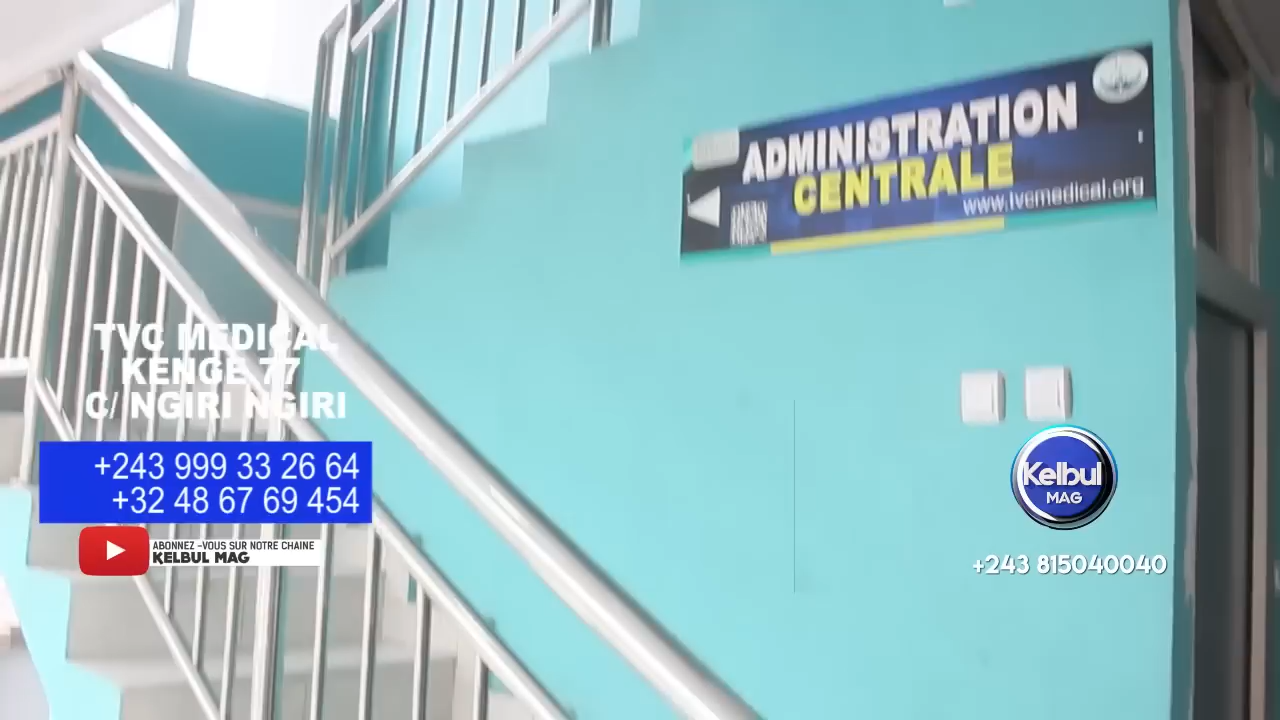 ADMINISTRATION
CENTRALE
www.tvcmedical.org
TVC MEDICAL
KENGE 77
C/ NGIRI NGIRI
+243 999 33 26 64
+32 48 67 69 454
ABONNEZ -VOUS SUR NOTRE CHAINE
KELBUL MAG
Kelbul
MAG
+243 815040040